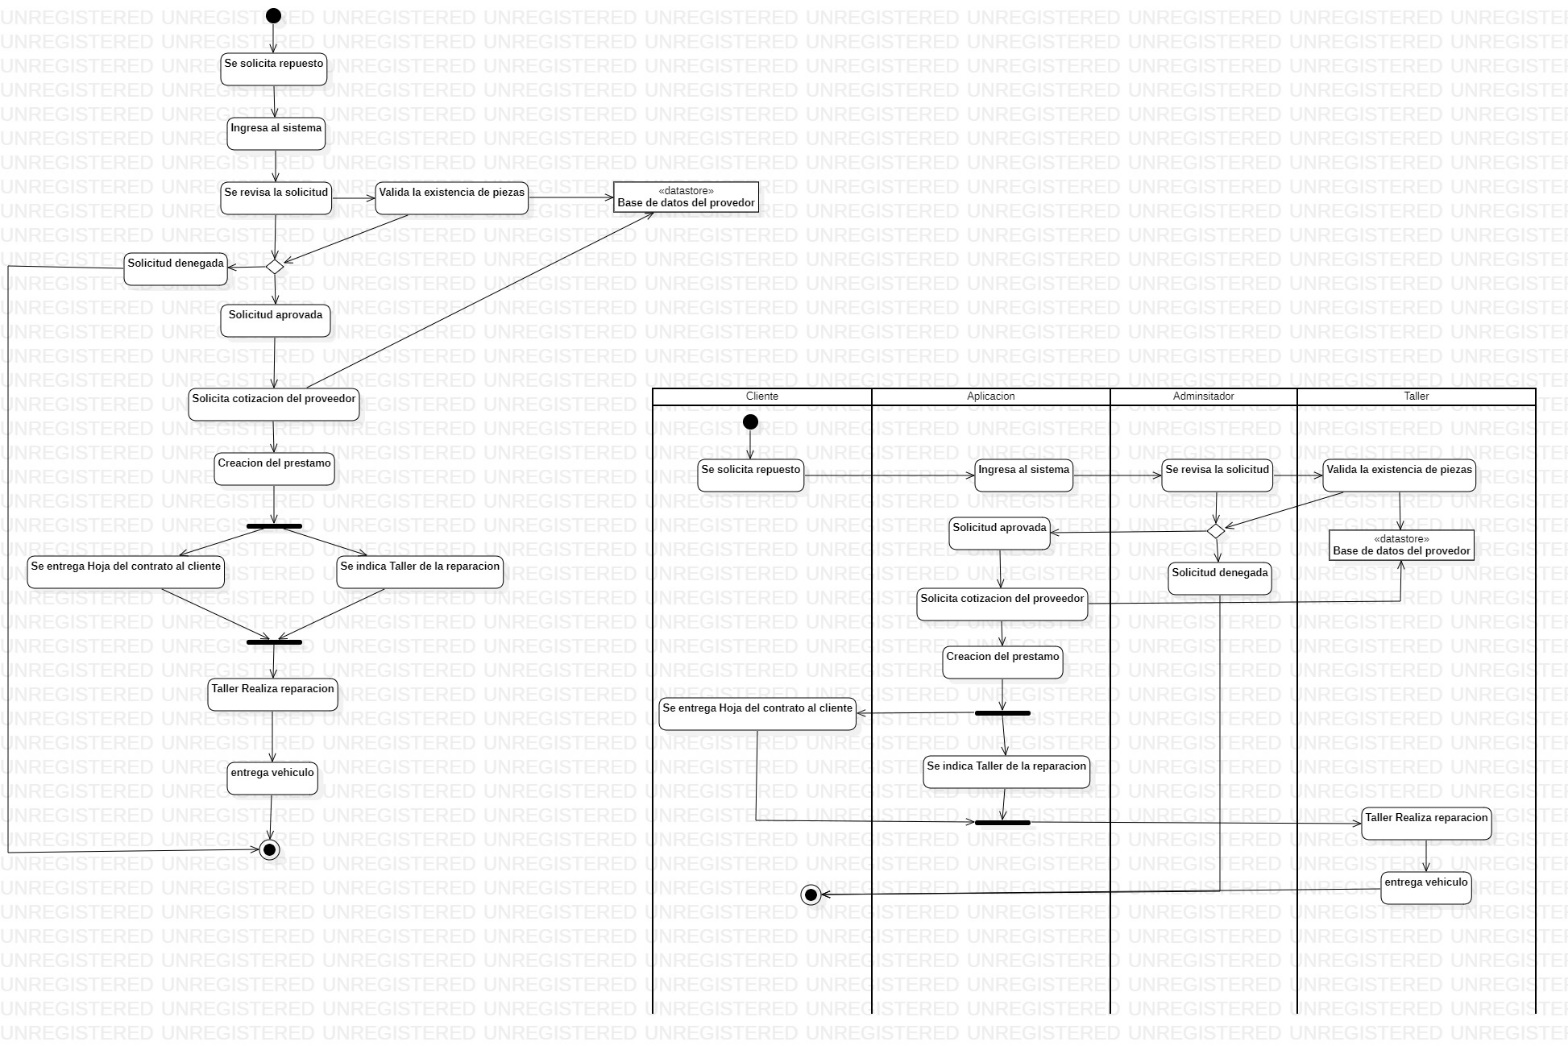 Se solicita repuesto
Ingresa al sistema
Se revisa la solicitud
Valida la existencia de piezas
«datastore»
Base de datos del provedor
Solicitud denegada
Solicitud aprovada
Solicita cotizacion del proveedor
Creacion del prestamo
Se entrega Hoja del contrato al cliente
Se indica Taller de la reparacion
Taller Realiza reparacion
entrega vehiculo
Cliente
Aplicacion
Adminsitador
Taller
Se solicita repuesto
Ingresa al sistema
Se revisa la solicitud
Valida la existencia de piezas
Solicitud aprovada
«datastore»
Base de datos del provedor
Solicitud denegada
Solicita cotizacion del proveedor
Creacion del prestamo
Se entrega Hoja del contrato al cliente
Se indica Taller de la reparacion
Taller Realiza reparacion
entrega vehiculo
UNREGISTERED